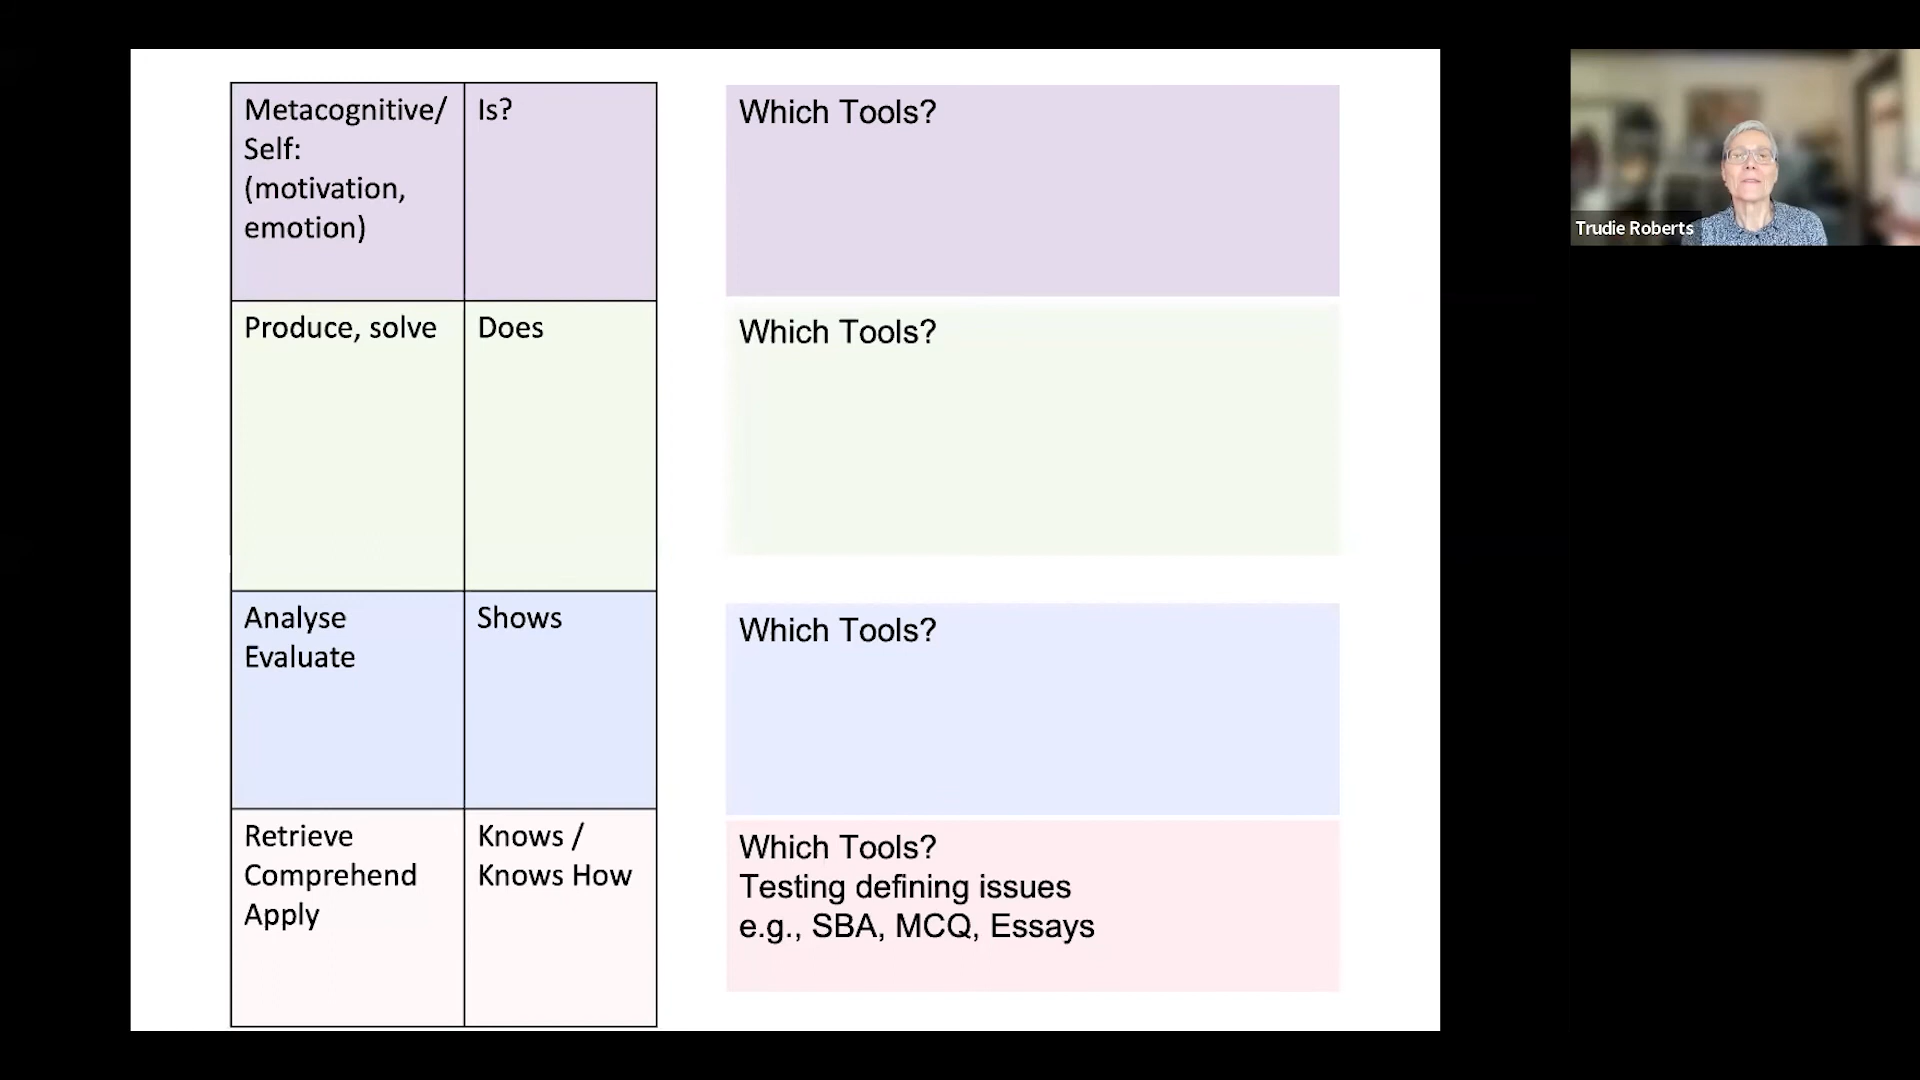 Metacognitive/
Self:
(motivation,
emotion)
Is?
Which Tools?
Produce, solve
Does
Which Tools?
Analyse
Evaluate
Shows
Which Tools?
Retrieve
Comprehend
Apply
Knows /
Knows How
Which Tools?
Testing defining issues
e.g., SBA, MCQ, Essays
Trudie Roberts